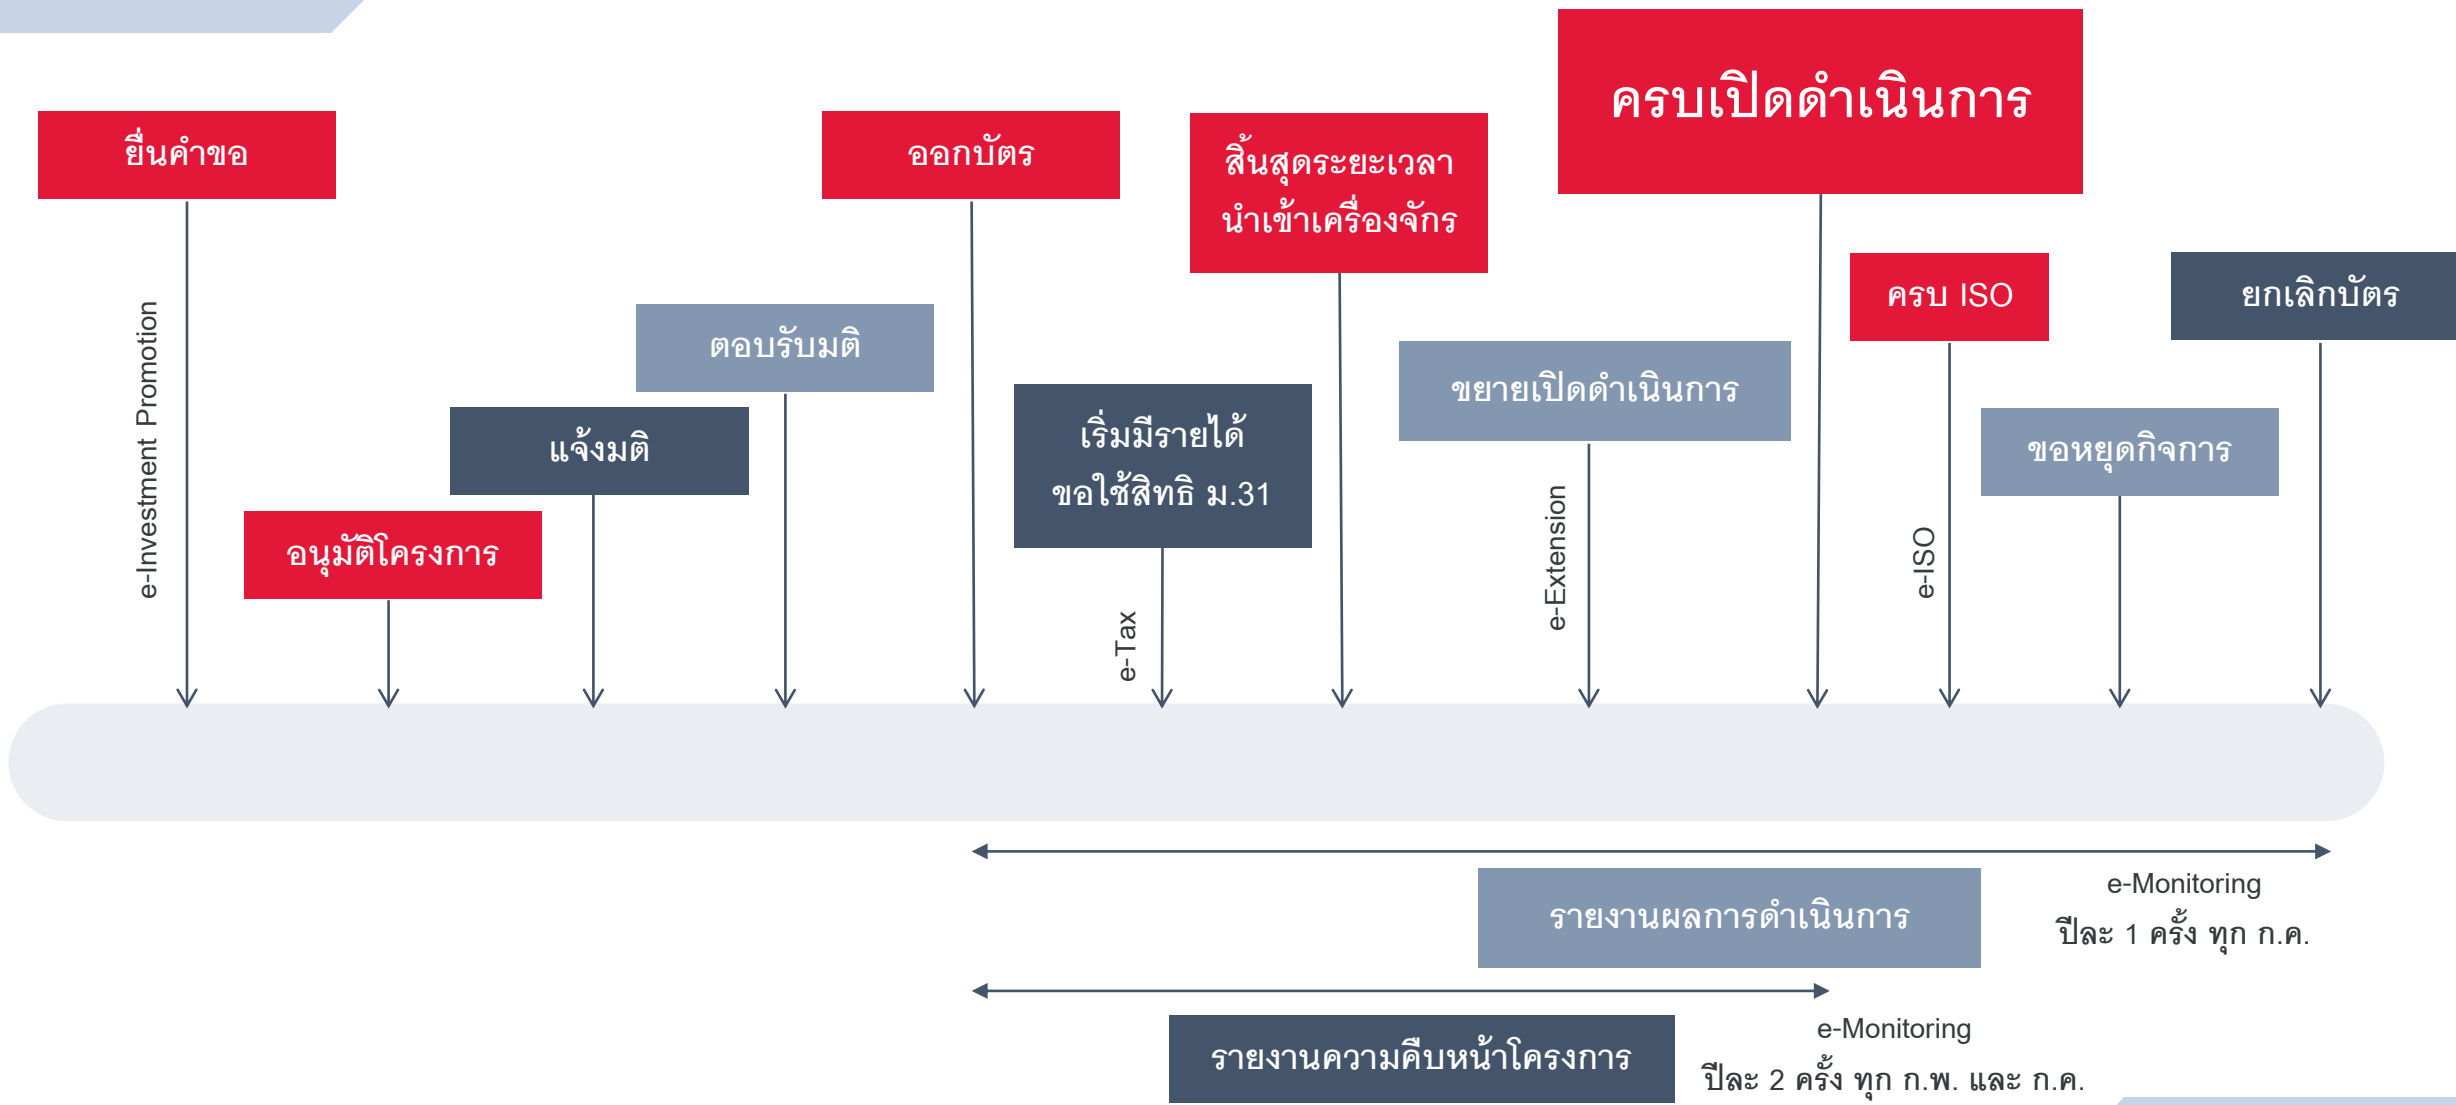 ยื่นคำขอ
e-Investment Promotion
อนุมัติโครงการ
แจ้งมติ
ตอบรับมติ
ออกบัตร
เริ่มมีรายได้
ขอใช้สิทธิ ม.31
e-Tax
สิ้นสุดระยะเวลา
นำเข้าเครื่องจักร
ขยายเปิดดำเนินการ
e-Extension
ครบเปิดดำเนินการ
ครบ ISO
e-ISO
ขอหยุดกิจการ
ยกเลิกบัตร
รายงานผลการดำเนินการ
e-Monitoring
ปีละ 1 ครั้ง ทุก ก.ค.
รายงานความคืบหน้าโครงการ
e-Monitoring
ปีละ 2 ครั้ง ทุก ก.พ. และ ก.ค.